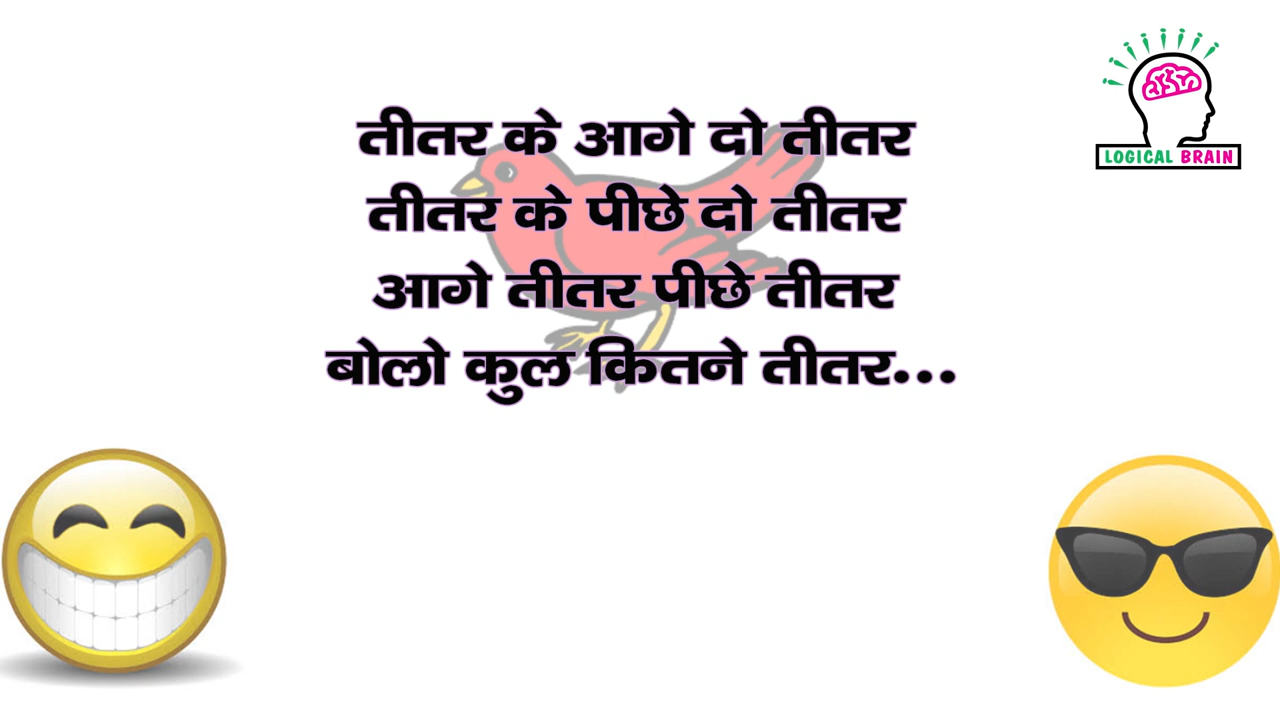 तीतर के आगे दो तीतर
तीतर के पीछे दो तीतर
आगे तीतर पीछे तीतर
बोलो कुल कितने तीतर...
LOGICAL BRAIN